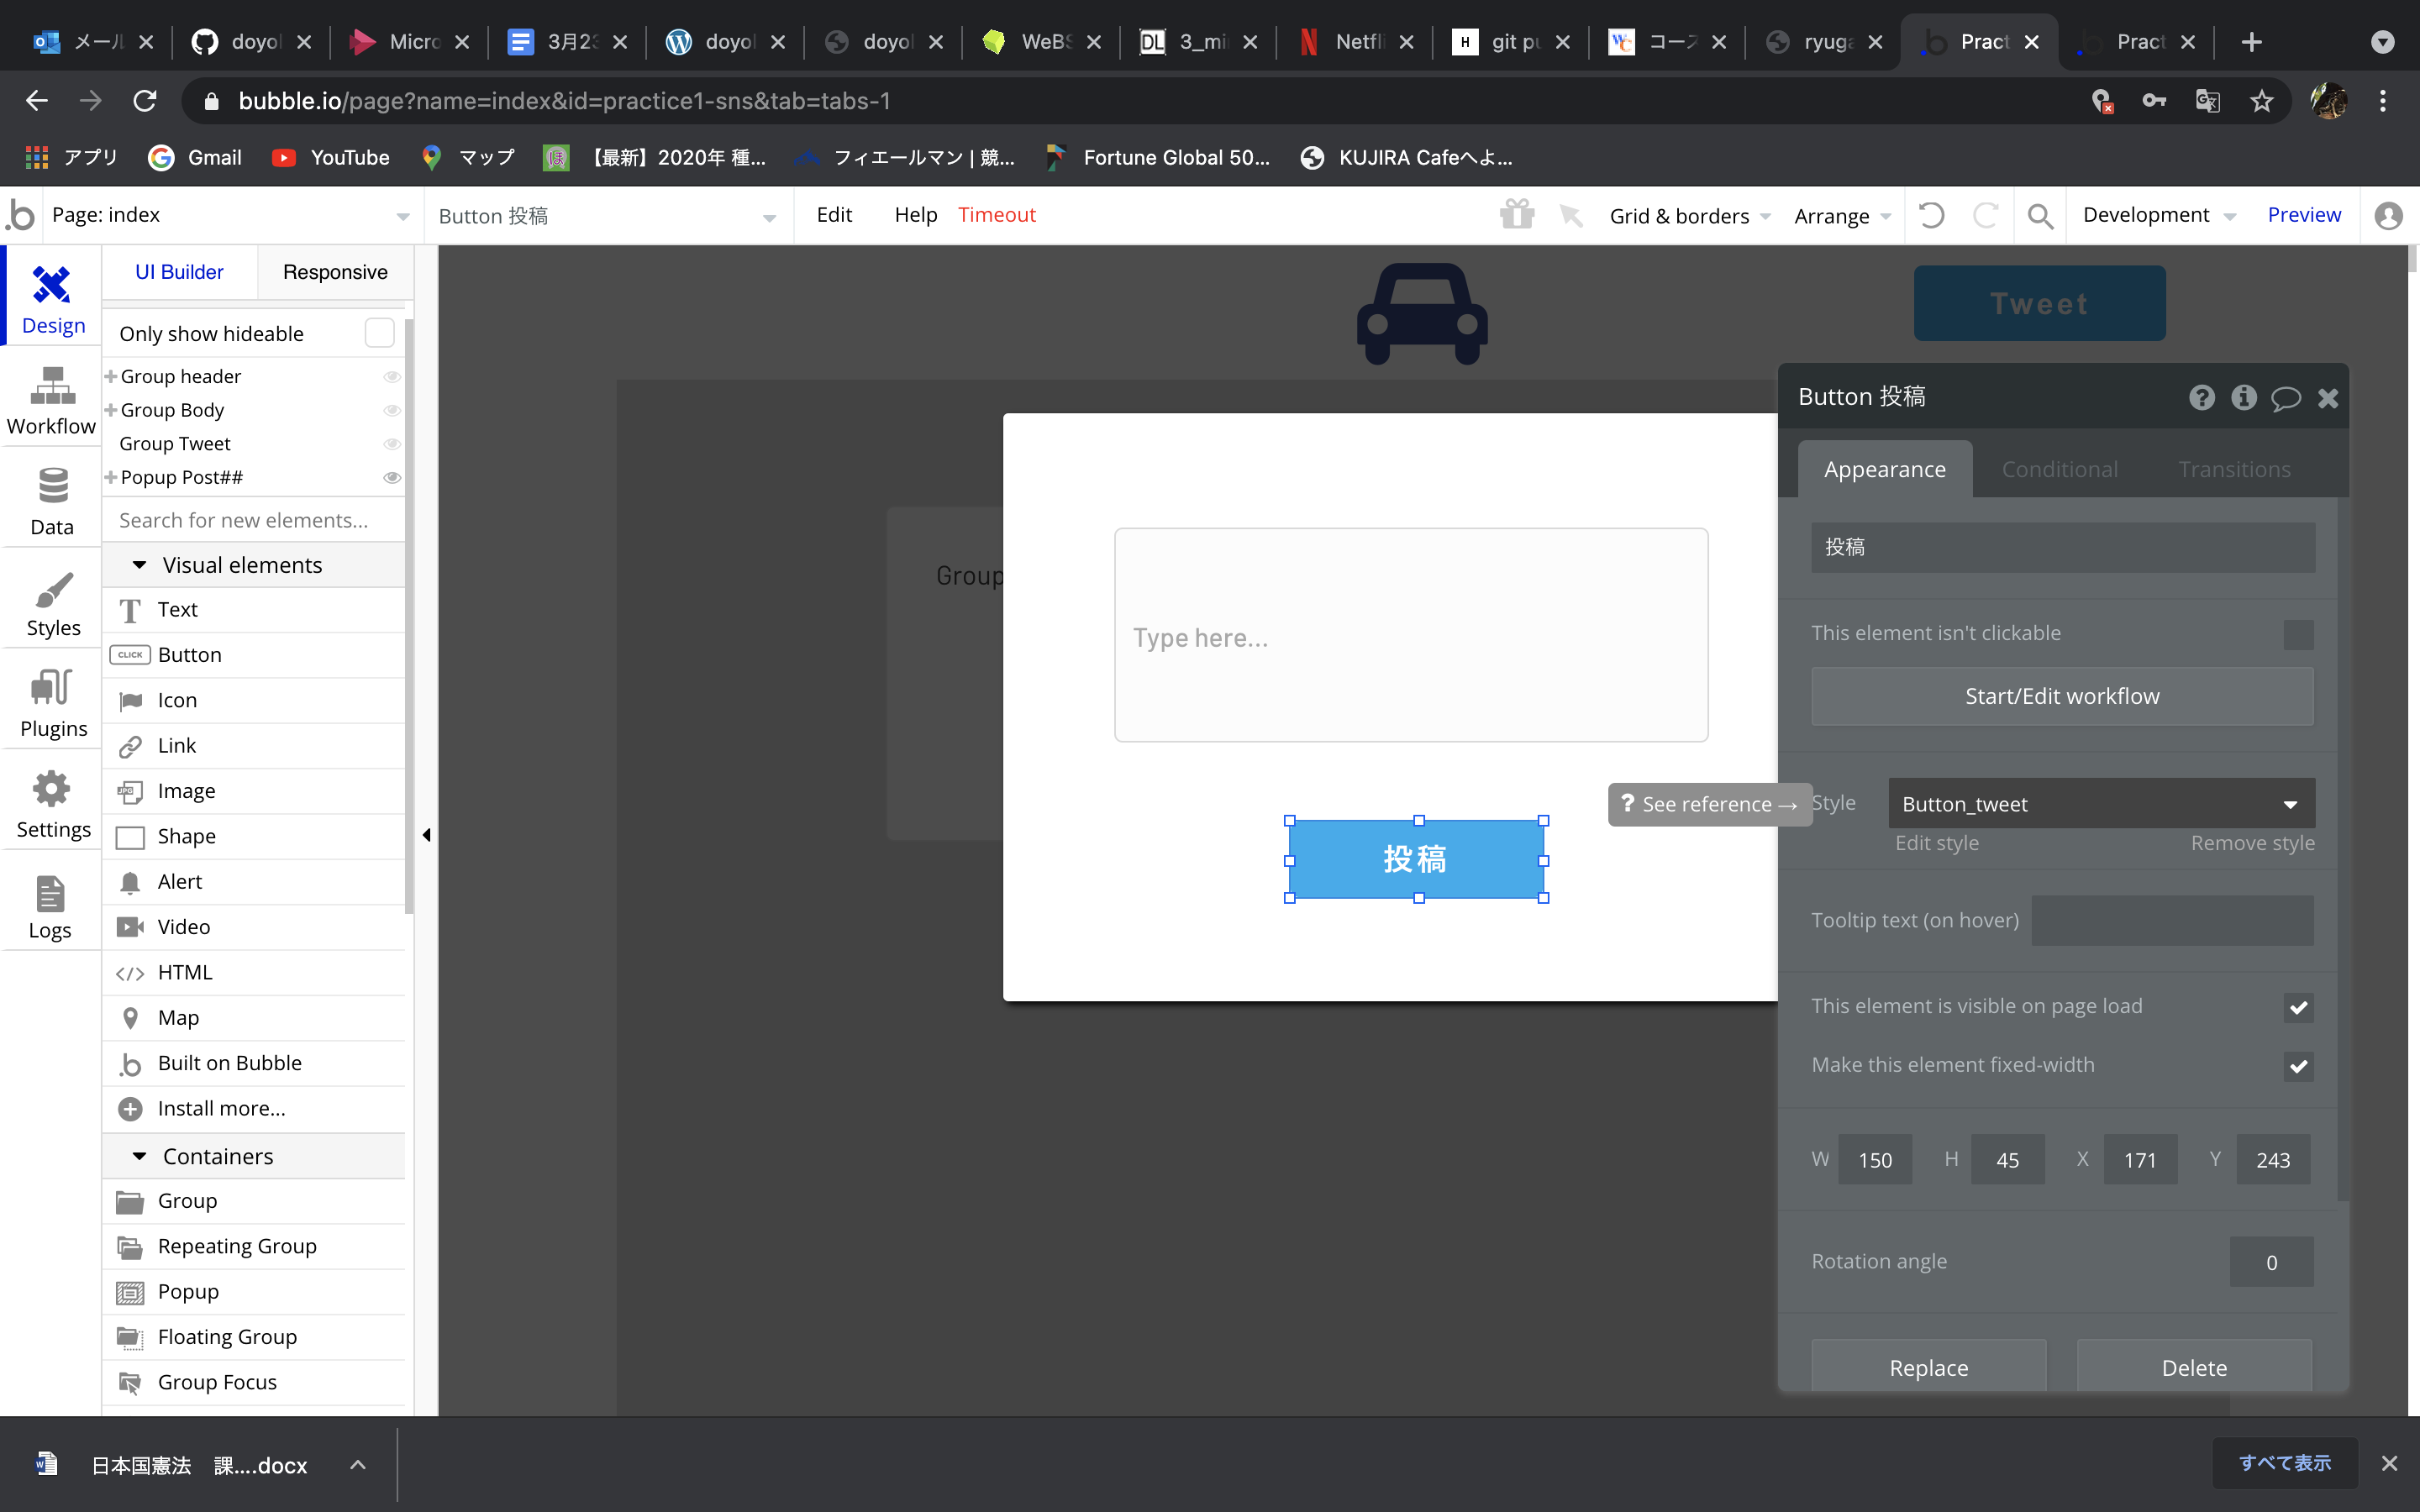 メール
doyol
Micro
3月23
doyol
doyol
WeBS
3_mi
Netfli
git pu
コース
ryuga
Pract
Pract
bubble.io/page?name=index&id=practice1-sns&tab=tabs-1
アプリ
Gmail
YouTube
マップ
【最新】2020年 種...
フィエールマン | 競...
Fortune Global 50...
KUJIRA Cafeへよ...
Page: index
Button 投稿
Edit
Help
Timeout
Grid & borders
Arrange
Development
Preview
Design
Workflow
Data
Styles
Plugins
Settings
Logs
UI Builder
Responsive
Only show hideable
Group header
Group Body
Group Tweet
Popup Post##
Search for new elements...
Visual elements
Text
CLICK Button
Icon
Link
Image
Shape
Alert
Video
HTML
Map
Built on Bubble
Install more...
Containers
Group
Repeating Group
Popup
Floating Group
Group Focus
Tweet
Group
Type here...
投稿
? See reference →
Button 投稿
Appearance
Conditional
Transitions
投稿
This element isn't clickable
Start/Edit workflow
Style
Button_tweet
Edit style
Remove style
Tooltip text (on hover)
This element is visible on page load
Make this element fixed-width
W 150 H 45 X 171 Y 243
Rotation angle
0
Replace
Delete
日本国憲法 課....docx
すべて表示